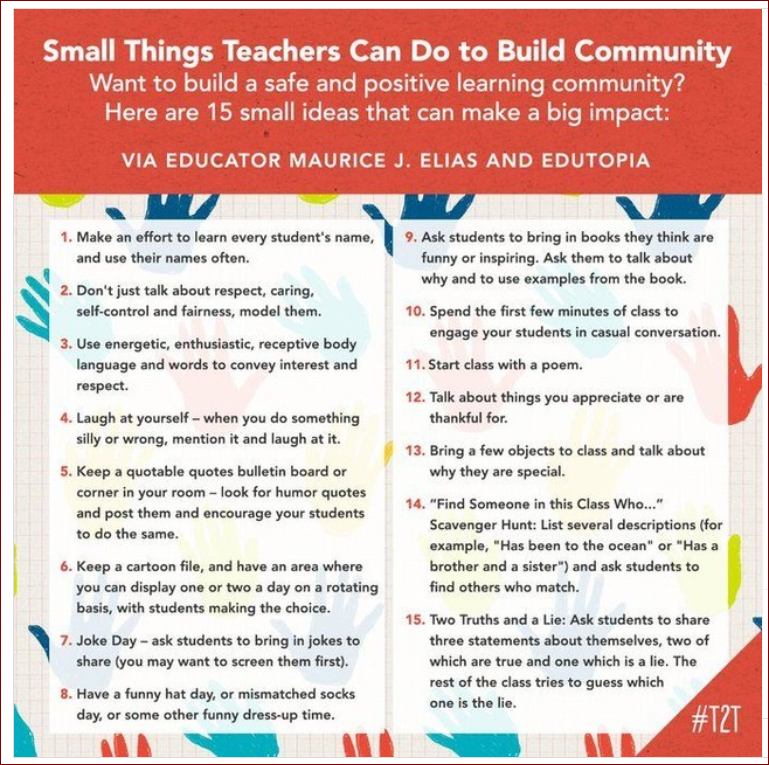 Small Things Teachers Can Do to Build Community
Want to build a safe and positive learning community?
Here are 15 small ideas that can make a big impact:
VIA EDUCATOR MAURICE J. ELIAS AND EDUTOPIA
1. Make an effort to learn every student's name,
and use their names often.
2. Don't just talk about respect, caring,
self-control and fairness, model them.
3. Use energetic, enthusiastic, receptive body
language and words to convey interest and
respect.
4. Laugh at yourself – when you do something
silly or wrong, mention it and laugh at it.
5. Keep a quotable quotes bulletin board or
corner in your room – look for humor quotes
and post them and encourage your students
to do the same.
6. Keep a cartoon file, and have an area where
you can display one or two a day on a rotating
basis, with students making the choice.
7. Joke Day – ask students to bring in jokes to
share (you may want to screen them first).
8. Have a funny hat day, or mismatched socks
day, or some other funny dress-up time.
9. Ask students to bring in books they think are
funny or inspiring. Ask them to talk about
why and to use examples from the book.
10. Spend the first few minutes of class to
engage your students in casual conversation.
11. Start class with a poem.
12. Talk about things you appreciate or are
thankful for.
13. Bring a few objects to class and talk about
why they are special.
14. “Find Someone in this Class Who...”
Scavenger Hunt: List several descriptions (for
example, "Has been to the ocean" or "Has a
brother and a sister") and ask students to
find others who match.
15. Two Truths and a Lie: Ask students to share
three statements about themselves, two of
which are true and one which is a lie. The
rest of the class tries to guess which
one is the lie.
#T2T